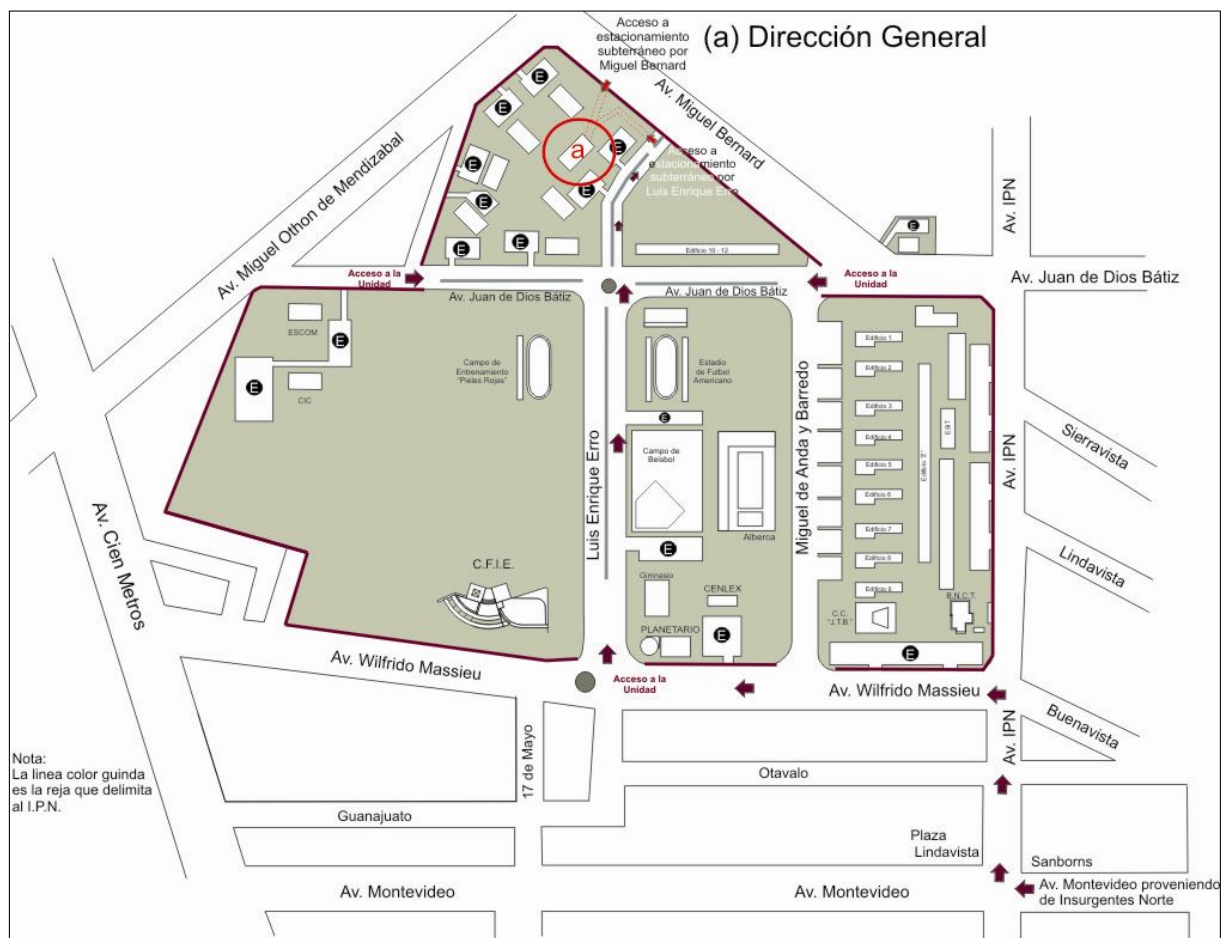 Acceso a
estacionamiento
subterráneo por
Miguel Bernard
(a) Dirección General
E
E
a
E
E
E
E
E
E
Av. Miguel Bernard
Acceso a
estacionamiento
subterráneo por
Luis Enrique Erro
Av. Miguel Othon de Mendizabal
E
Av. IPN
Edificio 10 - 12
Acceso a la
Unidad
Av. Juan de Dios Bátiz
Av. Juan de Dios Bátiz
Acceso a la
Unidad
Av. Juan de Dios Bátiz
ESCOM
E
E
CIC
Campo de
Entrenamiento
"Pieles Rojas"
Estadio
de Futbol
Americano
E
Campo de
Beisbol
Alberca
E
Luis Enrique Erro
Miguel de Anda y Barredo
Edificio 1
Edificio 2
Edificio 3
Edificio 4
Edificio 5
Edificio 6
Edificio 7
Edificio 8
Edificio 9
Edificio "Z"
ESIT
Av. IPN
Sierravista
Lindavista
Av. Cien Metros
C.F.I.E.
Gimnasio
CENLEX
PLANETARIO
E
C.C.
"J.T.B."
B.N.C.T.
E
Av. Wilfrido Massieu
Acceso a la
Unidad
Av. Wilfrido Massieu
Buenavista
Av. IPN
Nota:
La linea color guinda
es la reja que delimita
al I.P.N.
17 de Mayo
Otavalo
Guanajuato
Plaza
Lindavista
Sanborns
Av. Montevideo
Av. Montevideo
Av. Montevideo proveniendo
de Insurgentes Norte